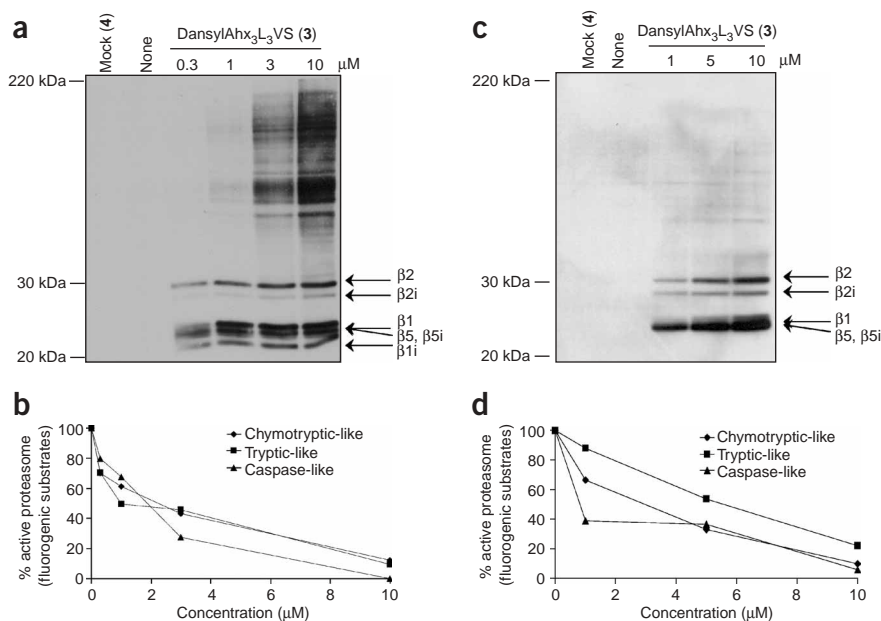 a
Mock (4)
None
DansylAhx₃L₃VS (3)
0.3 1 3 10 μM
220 kDa
30 kDa
20 kDa
β2
β2i
β1
β5, β5i
β1i
c
Mock (4)
None
DansylAhx₃L₃VS (3)
1 5 10 μM
220 kDa
30 kDa
20 kDa
β2
β2i
β1
β5, β5i
b
% active proteasome
(fluorogenic substrates)
100
80
60
40
20
0
Chymotryptic-like
Tryptic-like
Caspase-like
0 2 4 6 8 10
Concentration (μM)
d
% active proteasome
(fluorogenic substrates)
100
80
60
40
20
0
Chymotryptic-like
Tryptic-like
Caspase-like
0 2 4 6 8 10
Concentration (μM)